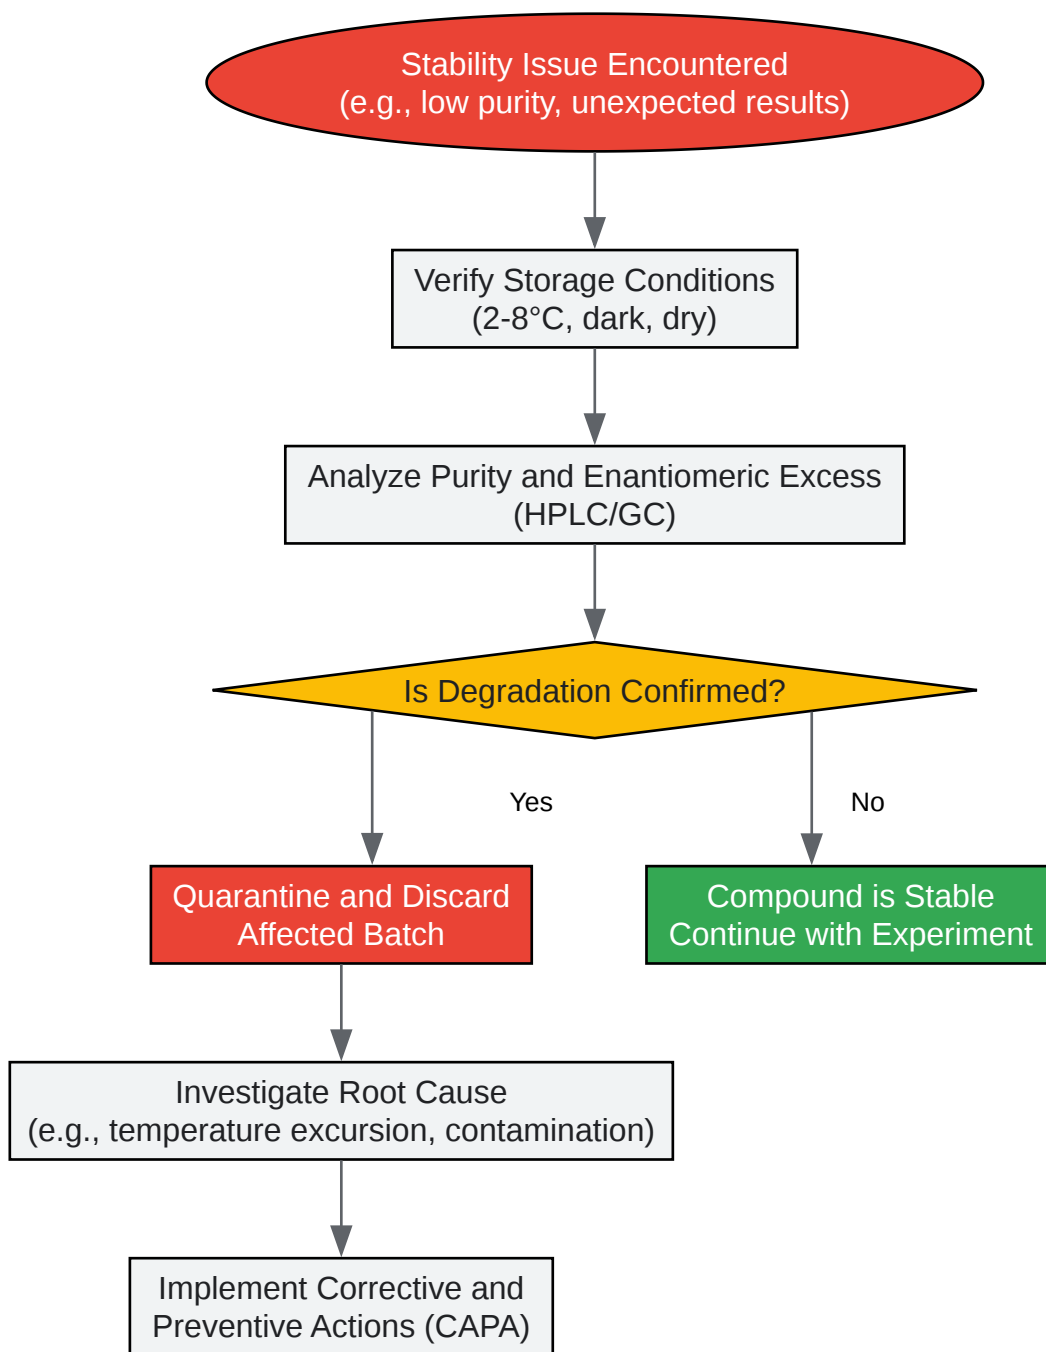 Stability Issue Encountered
(e.g., low purity, unexpected results)
Verify Storage Conditions
(2-8°C, dark, dry)
Analyze Purity and Enantiomeric Excess
(HPLC/GC)
Is Degradation Confirmed?
Yes
No
Quarantine and Discard
Affected Batch
Compound is Stable
Continue with Experiment
Investigate Root Cause
(e.g., temperature excursion, contamination)
Implement Corrective and
Preventive Actions (CAPA)